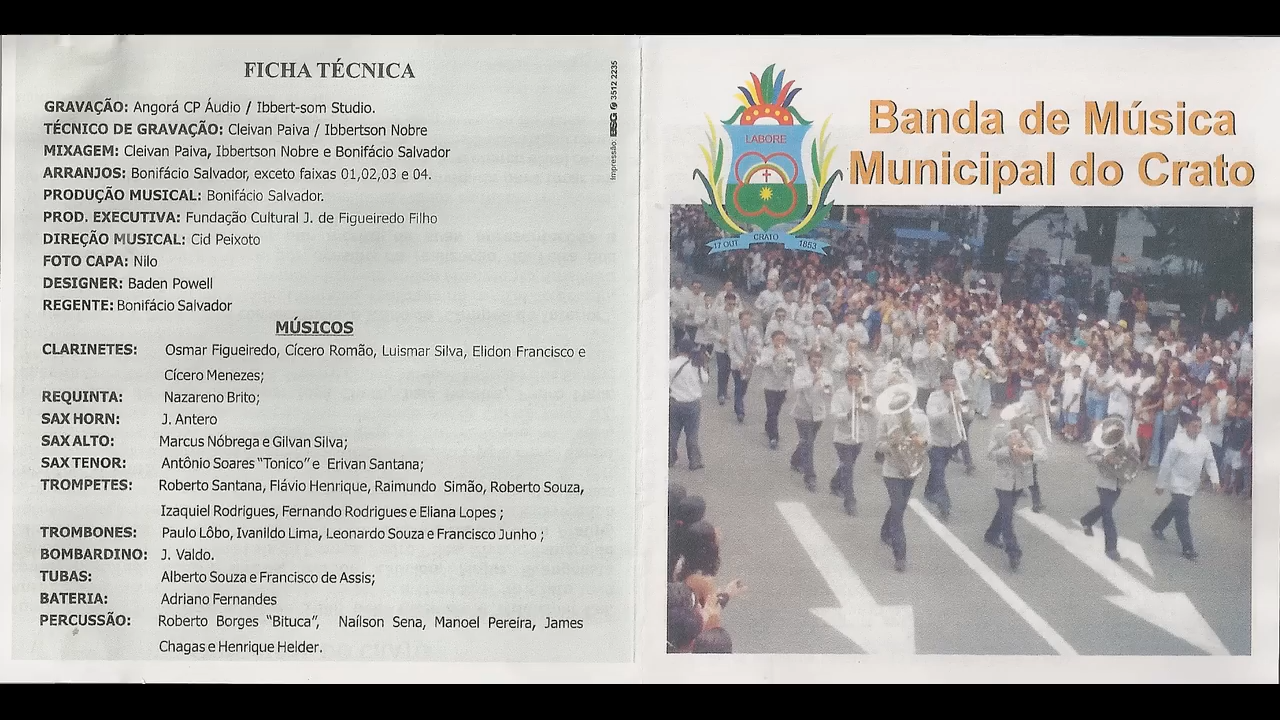 FICHA TÉCNICA
GRAVAÇÃO: Angorá CP Áudio / Ibbert-som Studio.
TÉCNICO DE GRAVAÇÃO: Cleivan Paiva / Ibbertson Nobre
MIXAGEM: Cleivan Paiva, Ibbertson Nobre e Bonifácio Salvador
ARRANJOS: Bonifácio Salvador, exceto faixas 01,02,03 e 04.
PRODUÇÃO MUSICAL: Bonifácio Salvador.
PROD. EXECUTIVA: Fundação Cultural J. de Figueiredo Filho
DIREÇÃO MUSICAL: Cid Peixoto
FOTO CAPA: Nilo
DESIGNER: Baden Powell
REGENTE: Bonifácio Salvador
MÚSICOS
CLARINETES: Osmar Figueiredo, Cícero Romão, Luismar Silva, Elidon Francisco e
Cícero Menezes;
REQUINTA: Nazareno Brito;
SAX HORN: J. Antero
SAX ALTO: Marcus Nóbrega e Gilvan Silva;
SAX TENOR: Antônio Soares "Tonico" e Erivan Santana;
TROMPETES: Roberto Santana, Flávio Henrique, Raimundo Simão, Roberto Souza,
Izaquiel Rodrigues, Fernando Rodrigues e Eliana Lopes ;
TROMBONES: Paulo Lôbo, Ivanildo Lima, Leonardo Souza e Francisco Junho ;
BOMBARDINO: J. Valdo.
TUBAS: Alberto Souza e Francisco de Assis;
BATERIA: Adriano Fernandes
PERCUSSÃO: Roberto Borges "Bituca", Naílson Sena, Manoel Pereira, James
Chagas e Henrique Helder.
Impressão: BSG 3512 2235
Banda de Música
Municipal do Crato
LABORE
17 OUT CRATO 1853